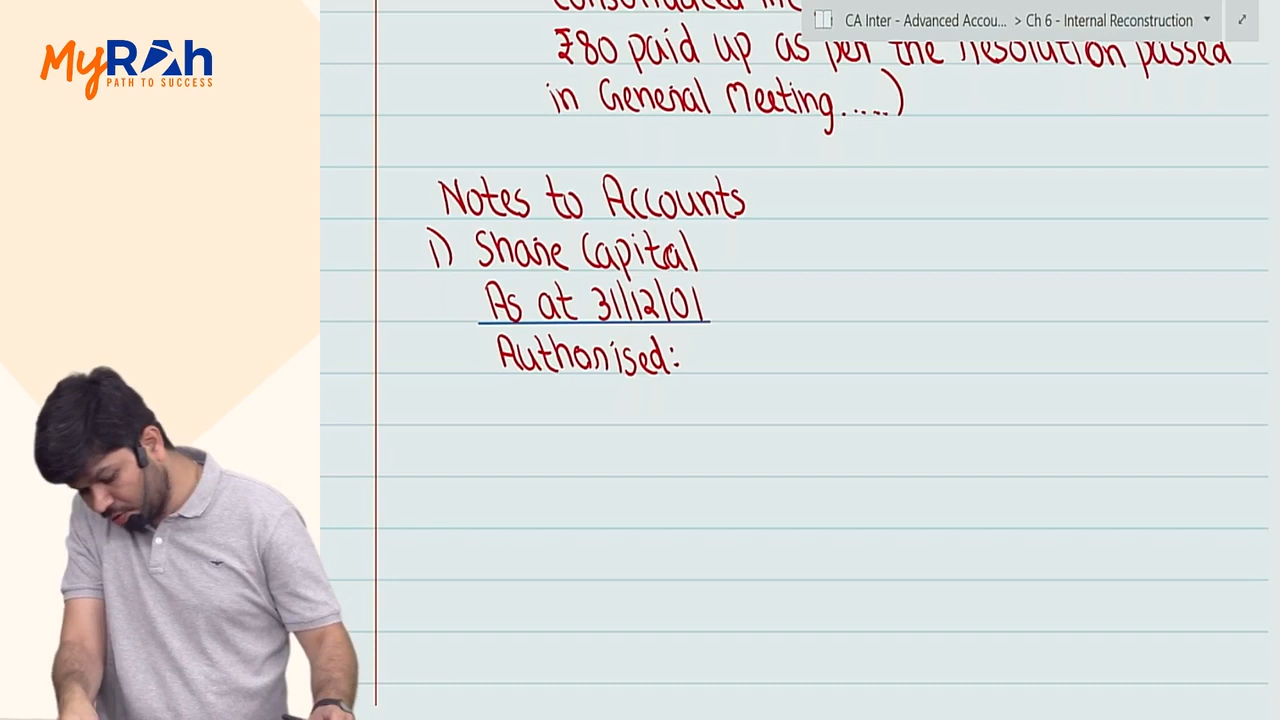 MyRAh
PATH TO SUCCESS
CA Inter - Advanced Accou... > Ch 6 - Internal Reconstruction
consolidated
₹80 paid up as per the resolution passed
in General Meeting.....)
Notes to Accounts
1) Share Capital
As at 31/12/01
Authorised: